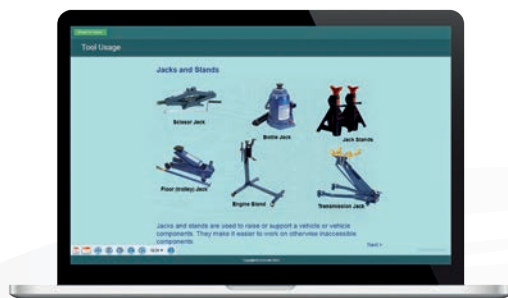 Tool Usage
Jacks and Stands
Scissor Jack
Bottle Jack
Jack Stands
Floor (trolley) Jack
Engine Stand
Transmission Jack
Jacks and stands are used to raise or support a vehicle or vehicle
components. They make it easier to work on otherwise inaccessible
components
Next >